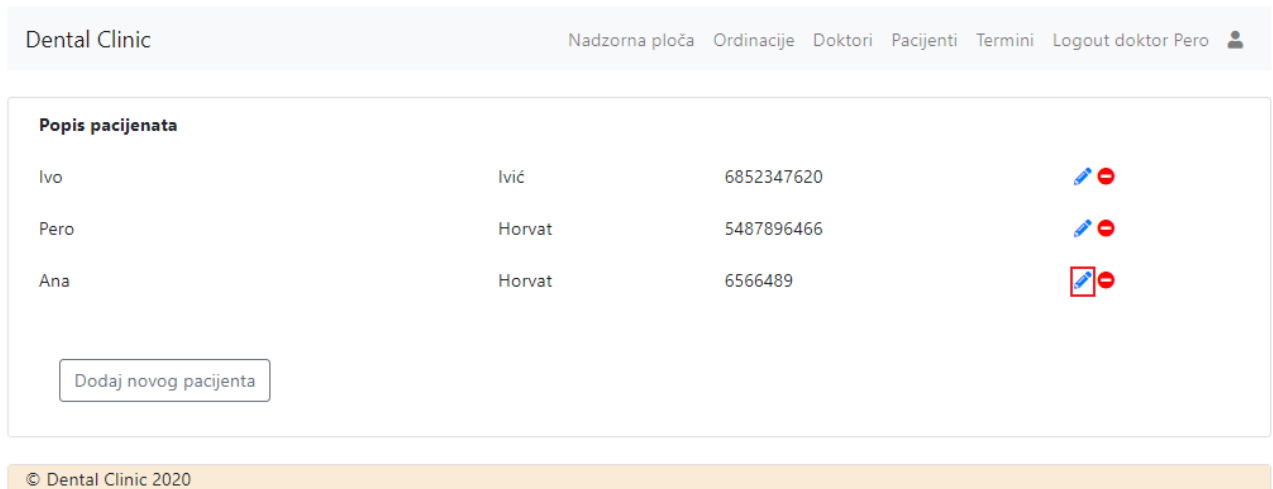 Dental Clinic Nadzorna ploča Ordinacije Doktori Pacijenti Termini Logout doktor Pero
Popis pacijenata
Ivo Ivić 6852347620
Pero Horvat 5487896466
Ana Horvat 6566489
Dodaj novog pacijenta
© Dental Clinic 2020